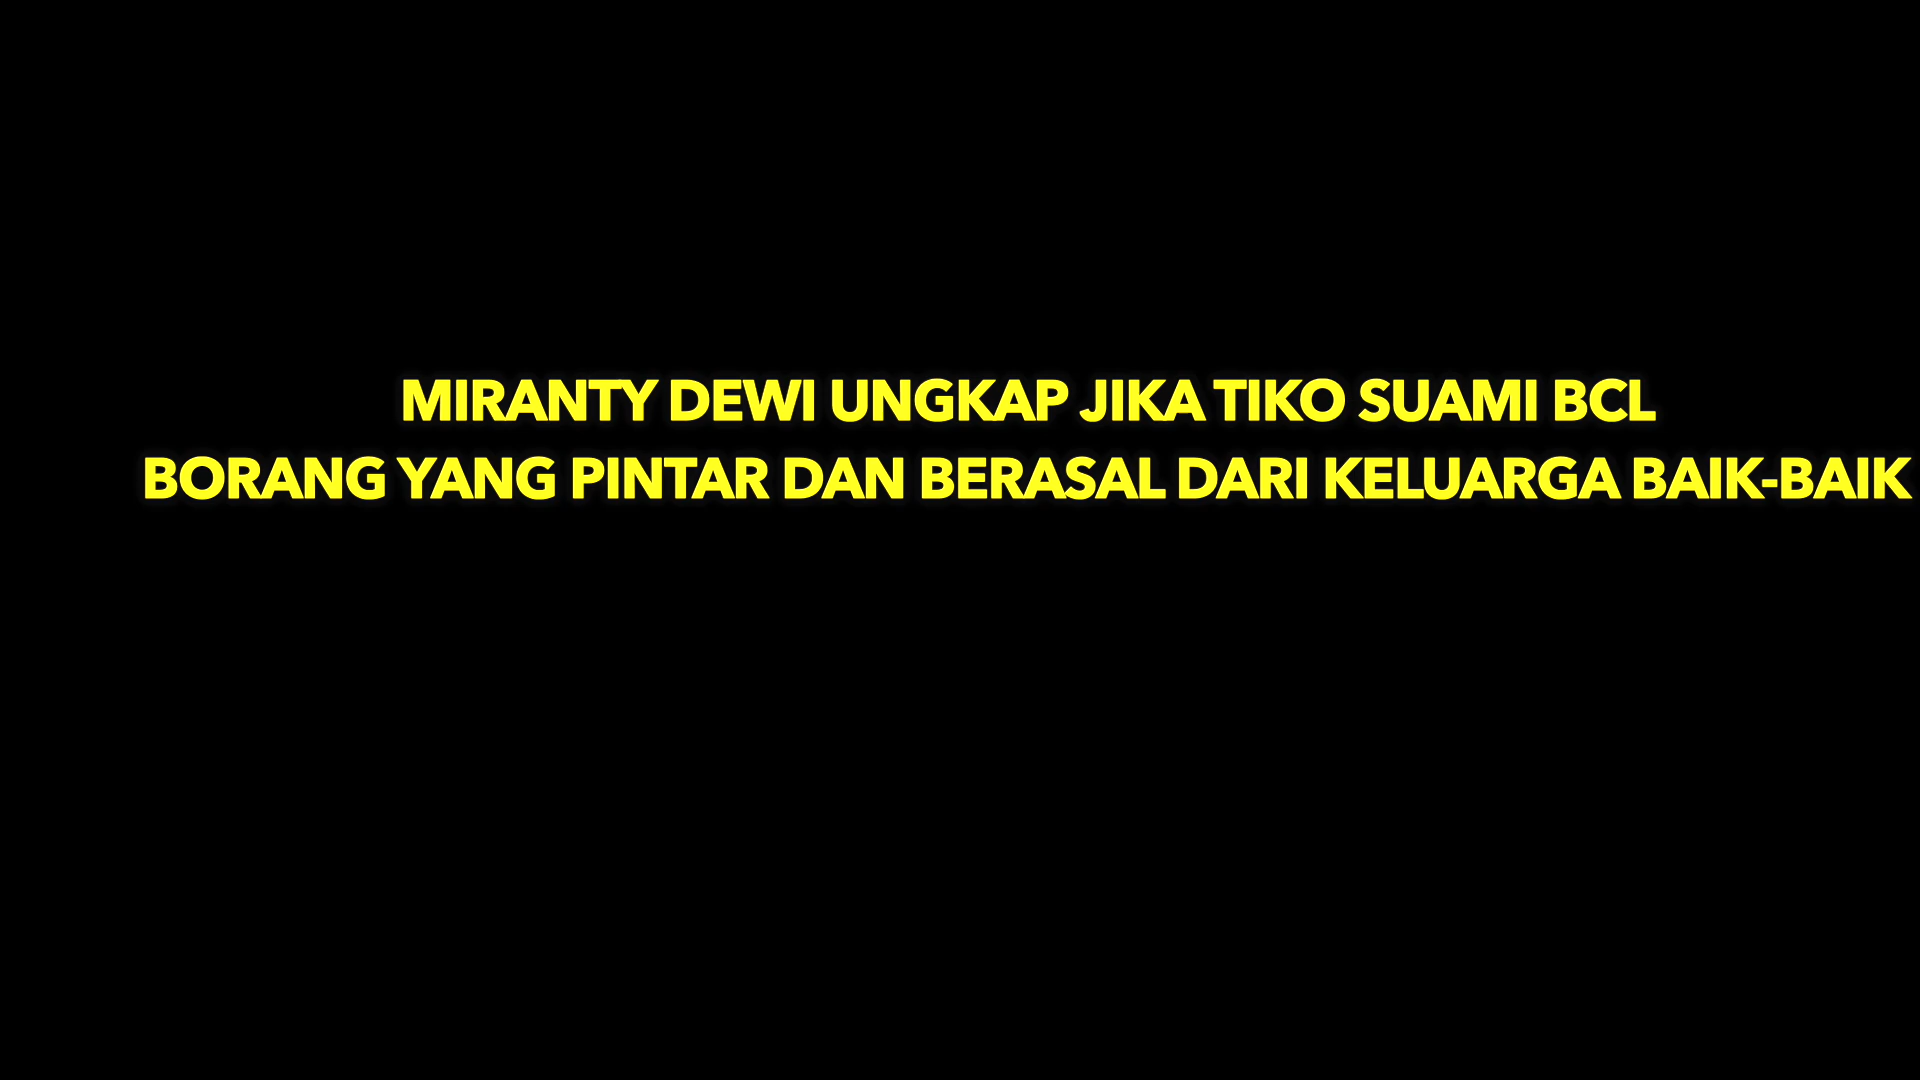 MIRANTY DEWI UNGKAP JIKA TIKO SUAMI BCL
BORANG YANG PINTAR DAN BERASAL DARI KELUARGA BAIK-BAIK